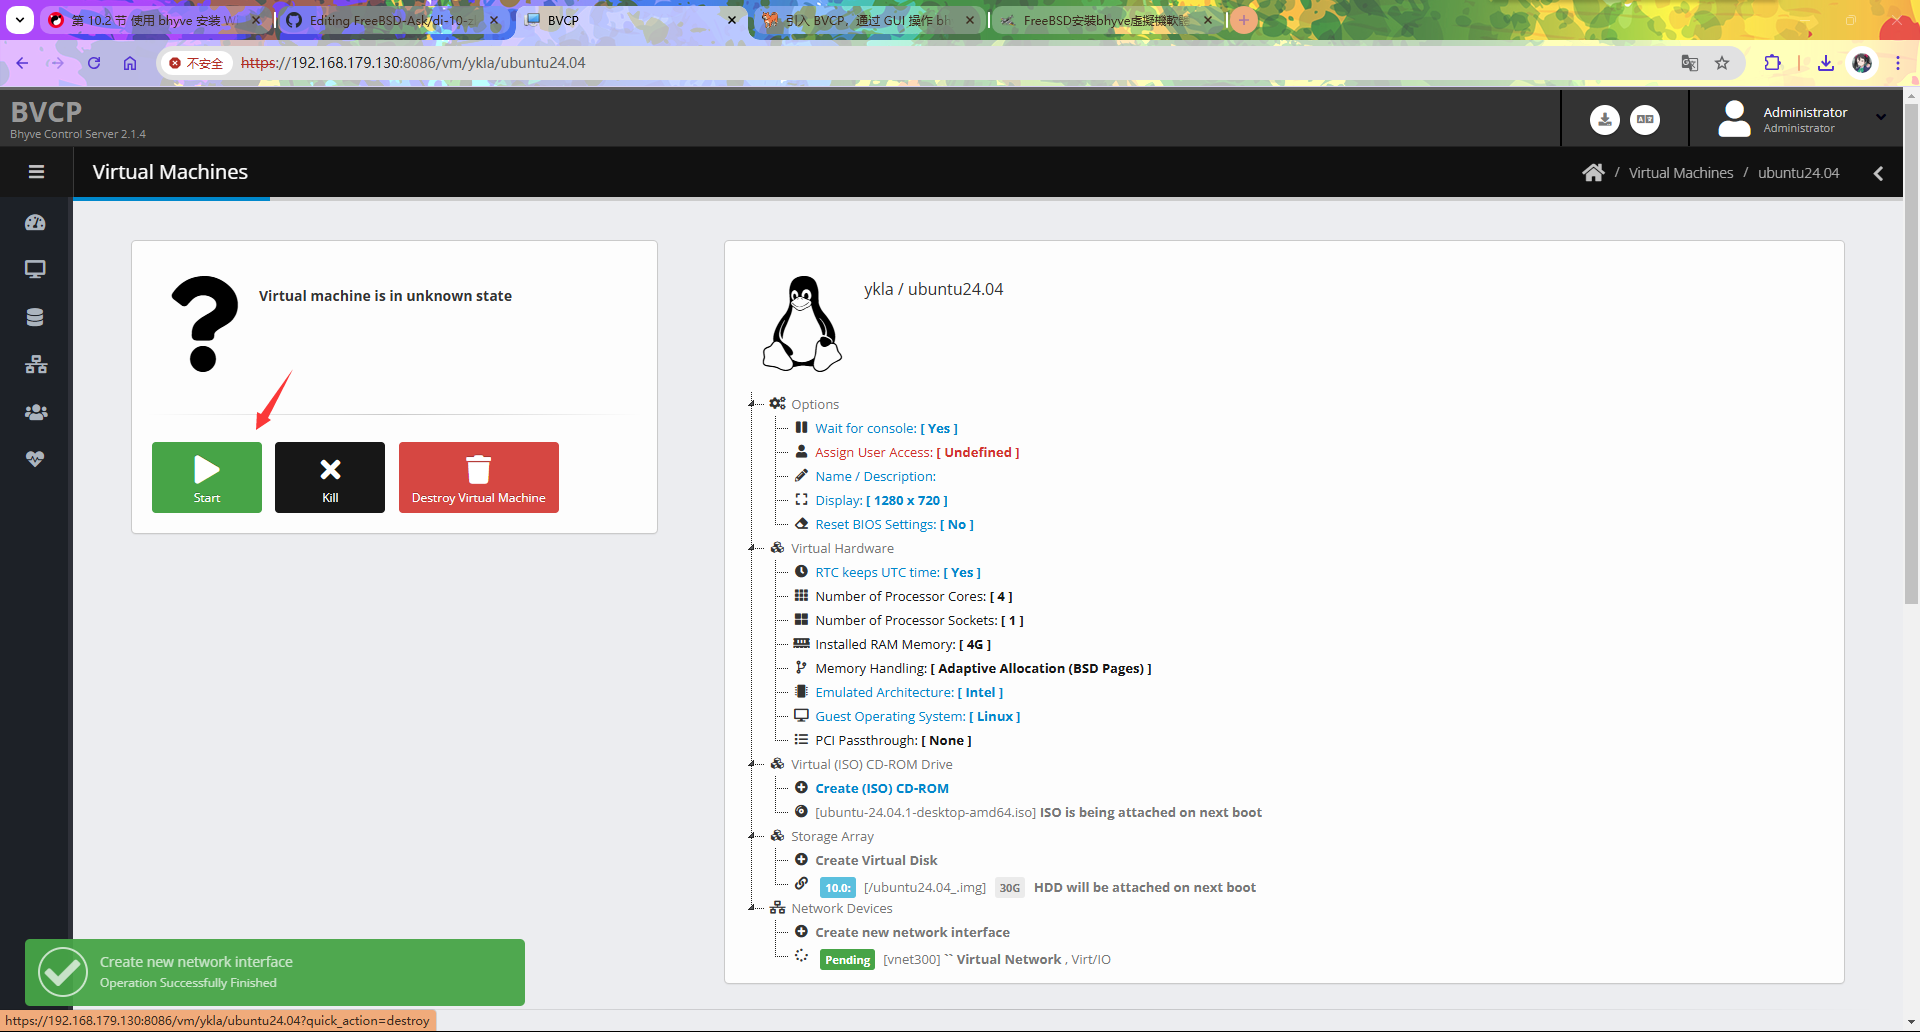 第 10.2 节 使用 bhyve 安装 W
Editing FreeBSD-Ask/di-10-z
BVCP
引入 BVCP，通过 GUI 操作 bh
FreeBSD安裝bhyve虛擬機軟
不安全
https://192.168.179.130:8086/vm/ykla/ubuntu24.04
BVCP
Bhyve Control Server 2.1.4
Administrator
Administrator
Virtual Machines
/ Virtual Machines / ubuntu24.04
Virtual machine is in unknown state
Start
Kill
Destroy Virtual Machine
ykla / ubuntu24.04
Options
Wait for console: [ Yes ]
Assign User Access: [ Undefined ]
Name / Description:
Display: [ 1280 x 720 ]
Reset BIOS Settings: [ No ]
Virtual Hardware
RTC keeps UTC time: [ Yes ]
Number of Processor Cores: [ 4 ]
Number of Processor Sockets: [ 1 ]
Installed RAM Memory: [ 4G ]
Memory Handling: [ Adaptive Allocation (BSD Pages) ]
Emulated Architecture: [ Intel ]
Guest Operating System: [ Linux ]
PCI Passthrough: [ None ]
Virtual (ISO) CD-ROM Drive
Create (ISO) CD-ROM
[ubuntu-24.04.1-desktop-amd64.iso] ISO is being attached on next boot
Storage Array
Create Virtual Disk
10.0: [/ubuntu24.04_.img] 30G HDD will be attached on next boot
Network Devices
Create new network interface
Pending [vnet300] `` Virtual Network , Virt/IO
Create new network interface
Operation Successfully Finished
https://192.168.179.130:8086/vm/ykla/ubuntu24.04?quick_action=destroy